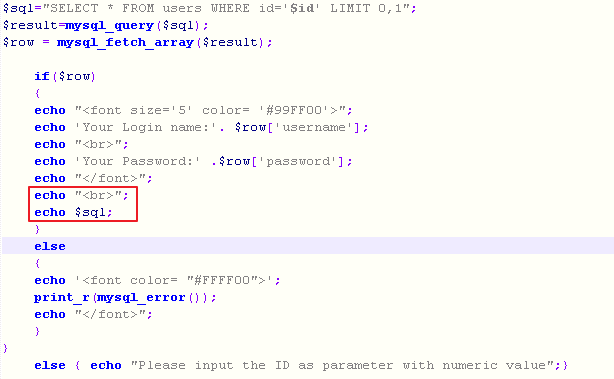 $sql="SELECT * FROM users WHERE id='$id' LIMIT 0,1";
$result=mysql_query($sql);
$row = mysql_fetch_array($result);
if($row)
{
echo "<font size='5' color= '#99FF00'>";
echo 'Your Login name:'. $row['username'];
echo "<br>";
echo 'Your Password:' .$row['password'];
echo "</font>";
echo "<br>";
echo $sql;
}
else
{
echo '<font color= "#FFFF00">';
print_r(mysql_error());
echo "</font>";
}
}
else { echo "Please input the ID as parameter with numeric value";}